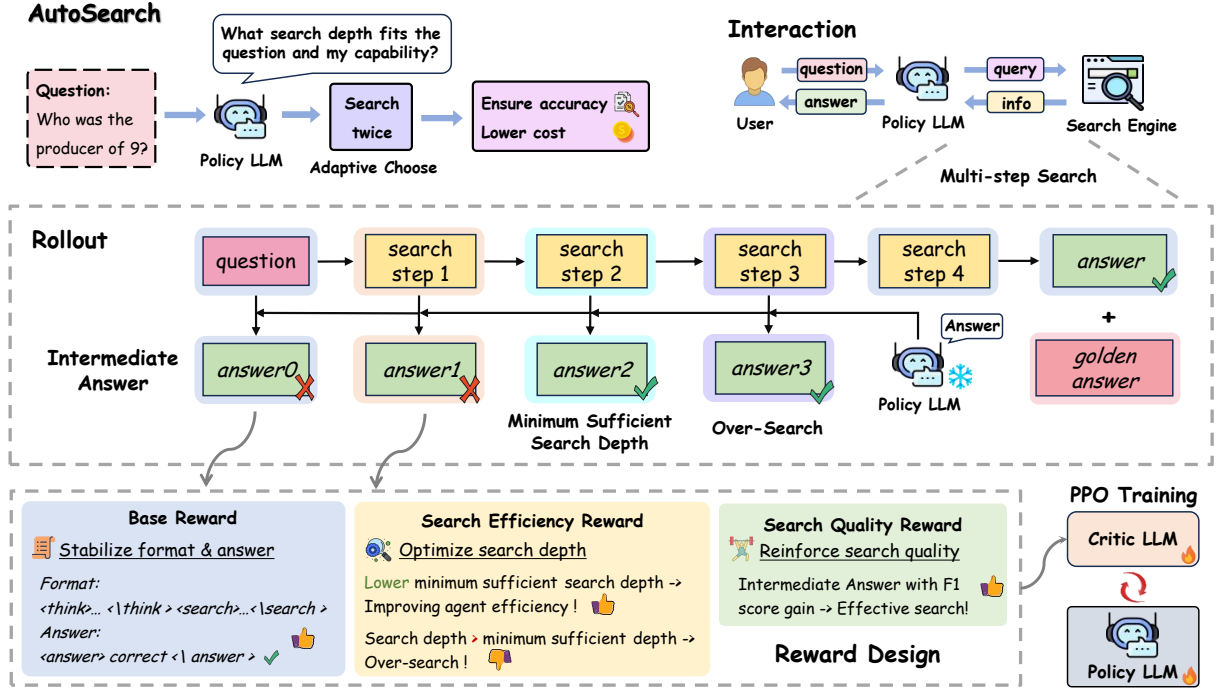 AutoSearch
What search depth fits the
question and my capability?
Question:
Who was the
producer of 9?
Policy LLM
Search
twice
Adaptive Choose
Ensure accuracy
Lower cost
Interaction
question
answer
User
Policy LLM
query
info
Search Engine
Multi-step Search
Rollout
question
search
step 1
search
step 2
search
step 3
search
step 4
answer
+
golden
answer
Intermediate
Answer
answer0
answer1
answer2
answer3
Answer
Policy LLM
Minimum Sufficient
Search Depth
Over-Search
Base Reward
Stabilize format & answer
Format:
<think>... <\think > <search>...<\search >
Answer:
<answer> correct <\ answer >
Search Efficiency Reward
Optimize search depth
Lower minimum sufficient search depth ->
Improving agent efficiency !
Search depth > minimum sufficient depth ->
Over-search !
Search Quality Reward
Reinforce search quality
Intermediate Answer with F1
score gain -> Effective search!
Reward Design
PPO Training
Critic LLM
Policy LLM